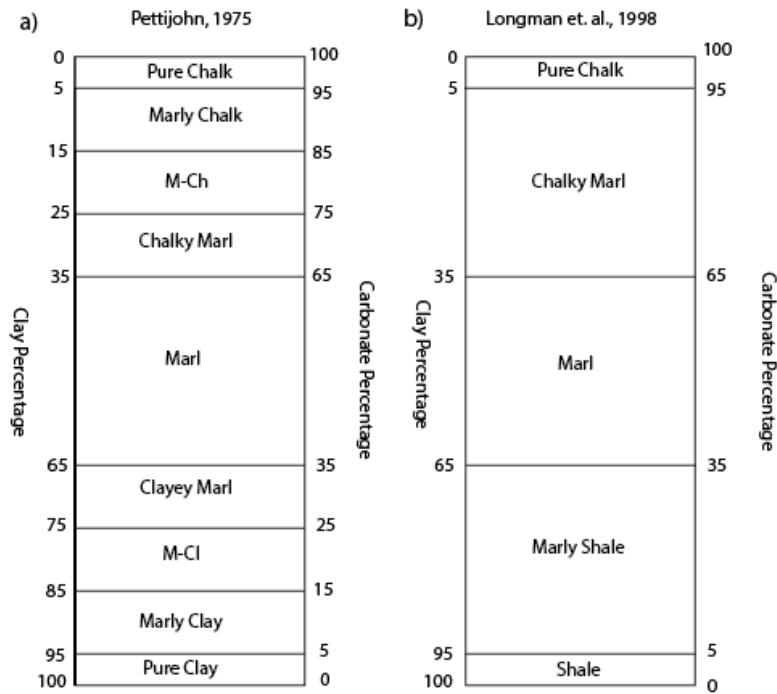 a)
Pettijohn, 1975
0
100
Pure Chalk
5
95
Marly Chalk
15
85
M-Ch
25
75
Chalky Marl
35
65
Clay Percentage
Marl
Carbonate Percentage
65
35
Clayey Marl
75
25
M-Cl
85
15
Marly Clay
95
5
Pure Clay
100
0
b)
Longman et. al., 1998
0
100
Pure Chalk
5
95
Chalky Marl
35
65
Clay Percentage
Marl
Carbonate Percentage
65
35
Marly Shale
95
5
Shale
100
0